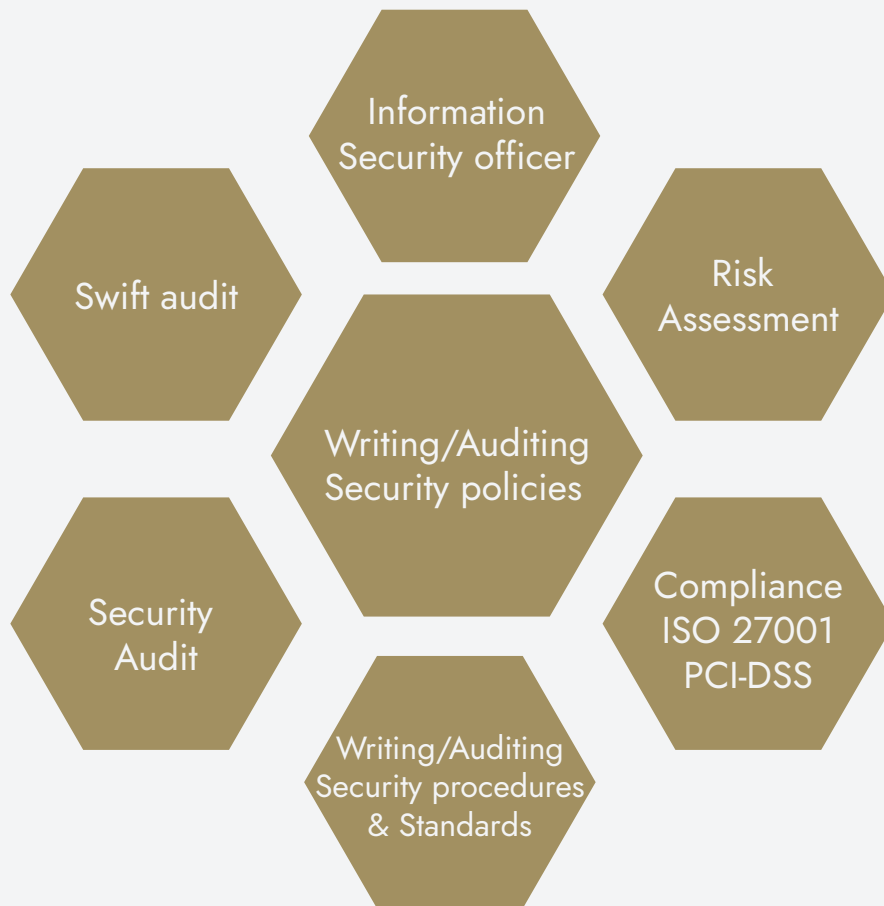 Information
Security officer
Swift audit
Risk
Assessment
Writing/Auditing
Security policies
Security
Audit
Compliance
ISO 27001
PCI-DSS
Writing/Auditing
Security procedures
& Standards